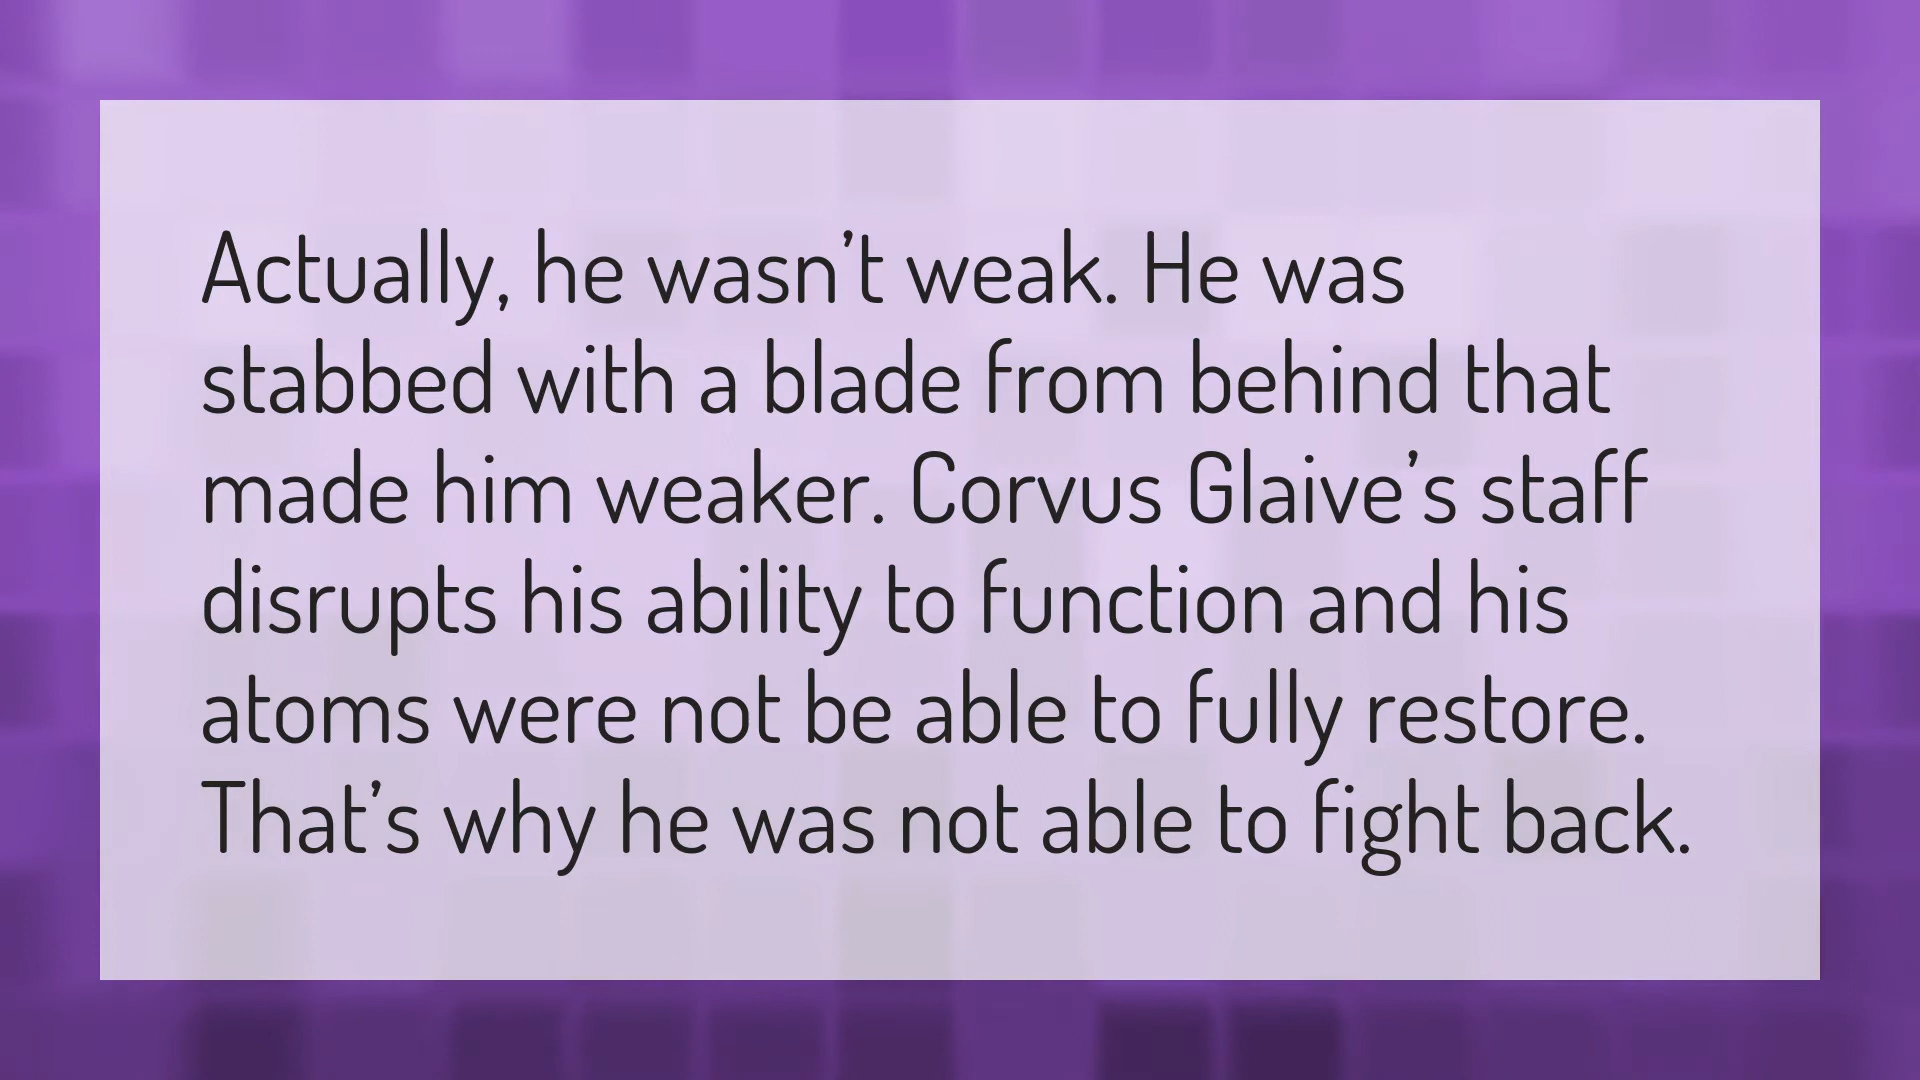 Actually, he wasn’t weak. He was
stabbed with a blade from behind that
made him weaker. Corvus Glaive’s staff
disrupts his ability to function and his
atoms were not be able to fully restore.
That’s why he was not able to fight back.